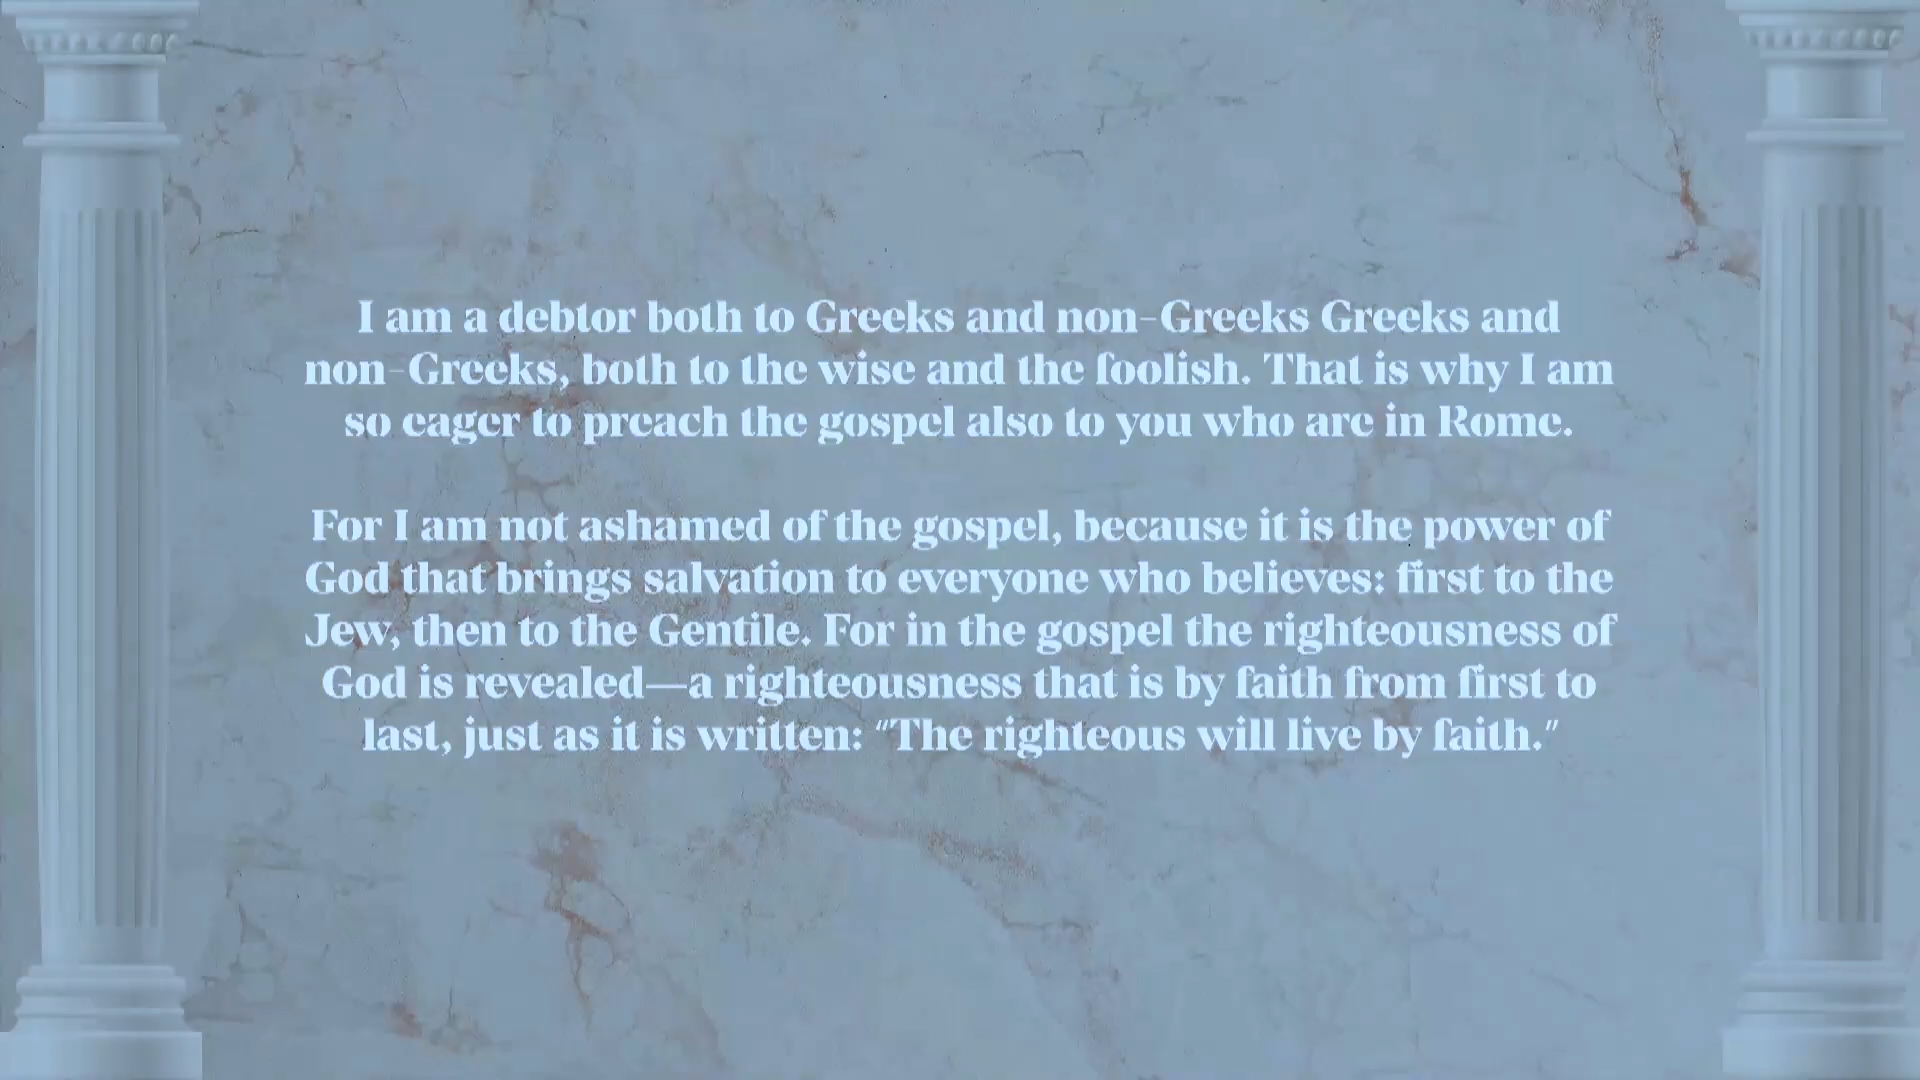 I am a debtor both to Greeks and non-Greeks Greeks and
non-Greeks, both to the wise and the foolish. That is why I am
so eager to preach the gospel also to you who are in Rome.
For I am not ashamed of the gospel, because it is the power of
God that brings salvation to everyone who believes: first to the
Jew, then to the Gentile. For in the gospel the righteousness of
God is revealed—a righteousness that is by faith from first to
last, just as it is written: "The righteous will live by faith."